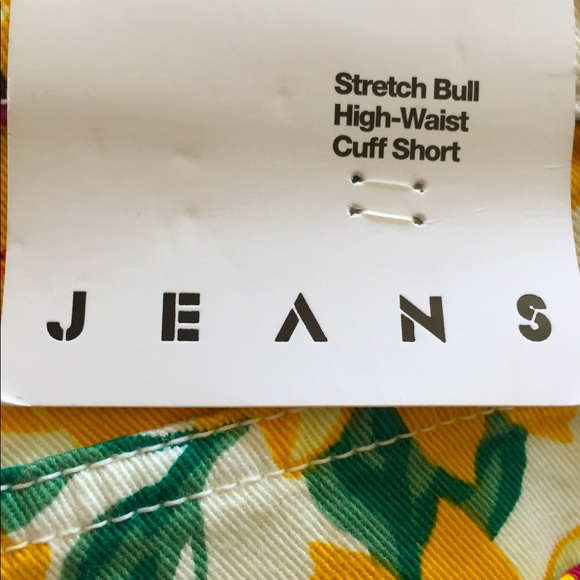 Stretch Bull
High-Waist
Cuff Short
JEANS